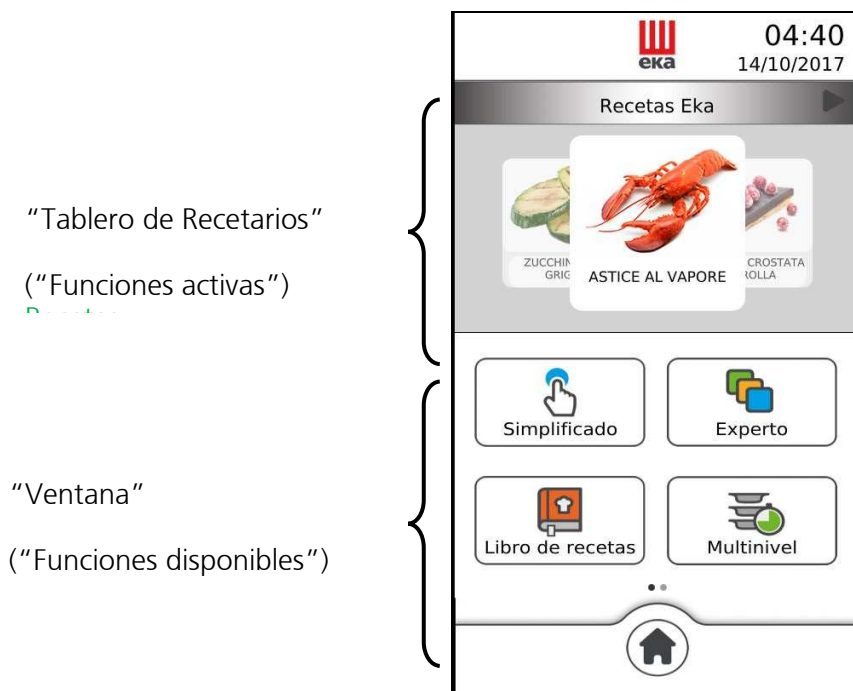 eka
04:40
14/10/2017
Recetas Eka
“Tablero de Recetarios”
(“Funciones activas”)
ASTICE AL VAPORE
CROSTATA
Simplificado
Experto
Libro de recetas
Multinivel
“Ventana”
(“Funciones disponibles”)